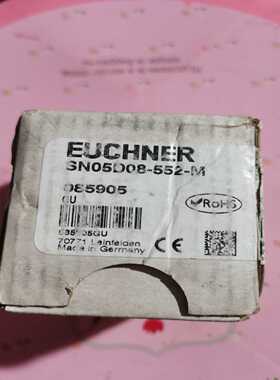 EUCHNER
SN05D08-552-M
085905
GU
RoHS
70771 Leinfelden
Made in Germany
CE